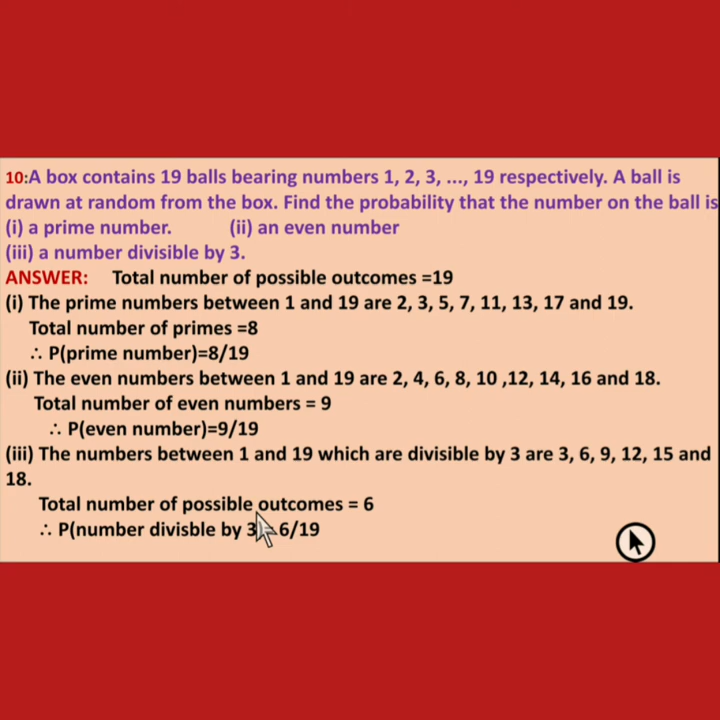 10:A box contains 19 balls bearing numbers 1, 2, 3, ..., 19 respectively. A ball is
drawn at random from the box. Find the probability that the number on the ball is
(i) a prime number. (ii) an even number
(iii) a number divisible by 3.
ANSWER: Total number of possible outcomes =19
(i) The prime numbers between 1 and 19 are 2, 3, 5, 7, 11, 13, 17 and 19.
Total number of primes =8
∴ P(prime number)=8/19
(ii) The even numbers between 1 and 19 are 2, 4, 6, 8, 10 ,12, 14, 16 and 18.
Total number of even numbers = 9
∴ P(even number)=9/19
(iii) The numbers between 1 and 19 which are divisible by 3 are 3, 6, 9, 12, 15 and
18.
Total number of possible outcomes = 6
∴ P(number divisble by 3 6/19